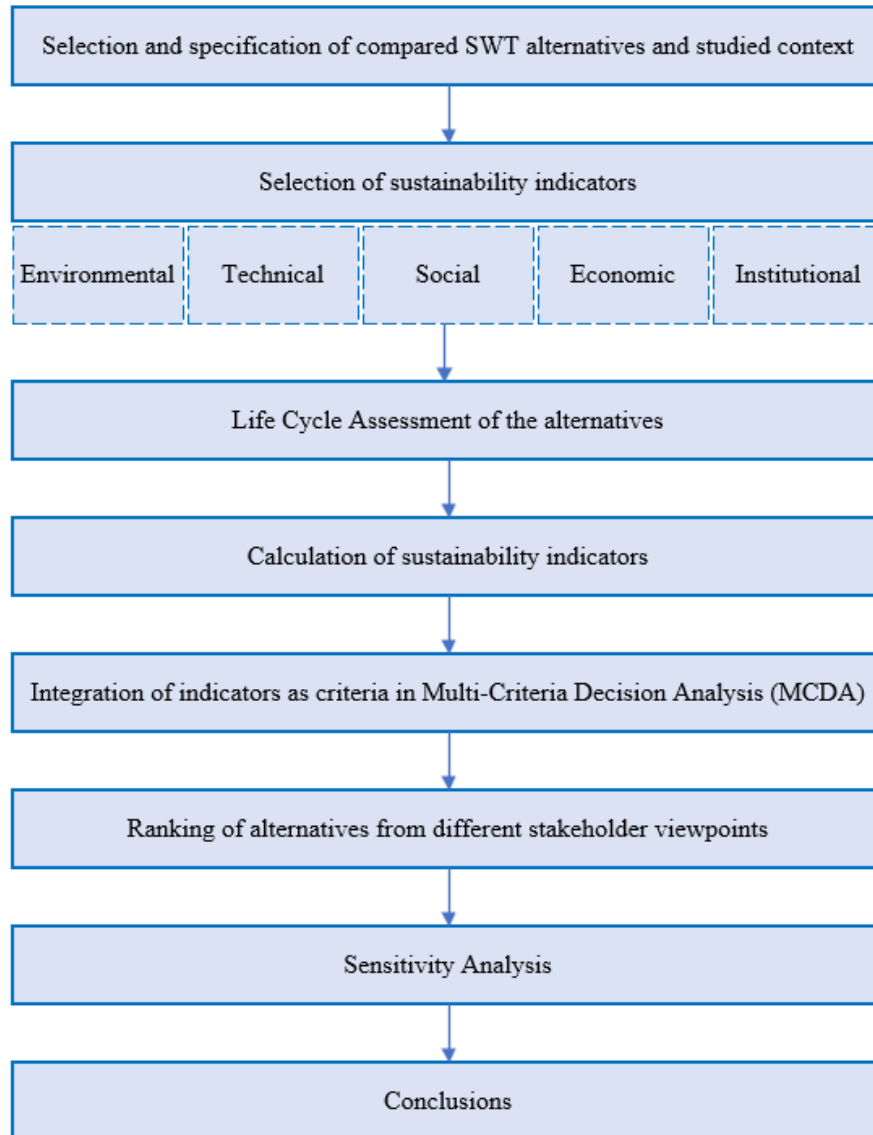 Selection and specification of compared SWT alternatives and studied context
Selection of sustainability indicators
Environmental
Technical
Social
Economic
Institutional
Life Cycle Assessment of the alternatives
Calculation of sustainability indicators
Integration of indicators as criteria in Multi-Criteria Decision Analysis (MCDA)
Ranking of alternatives from different stakeholder viewpoints
Sensitivity Analysis
Conclusions